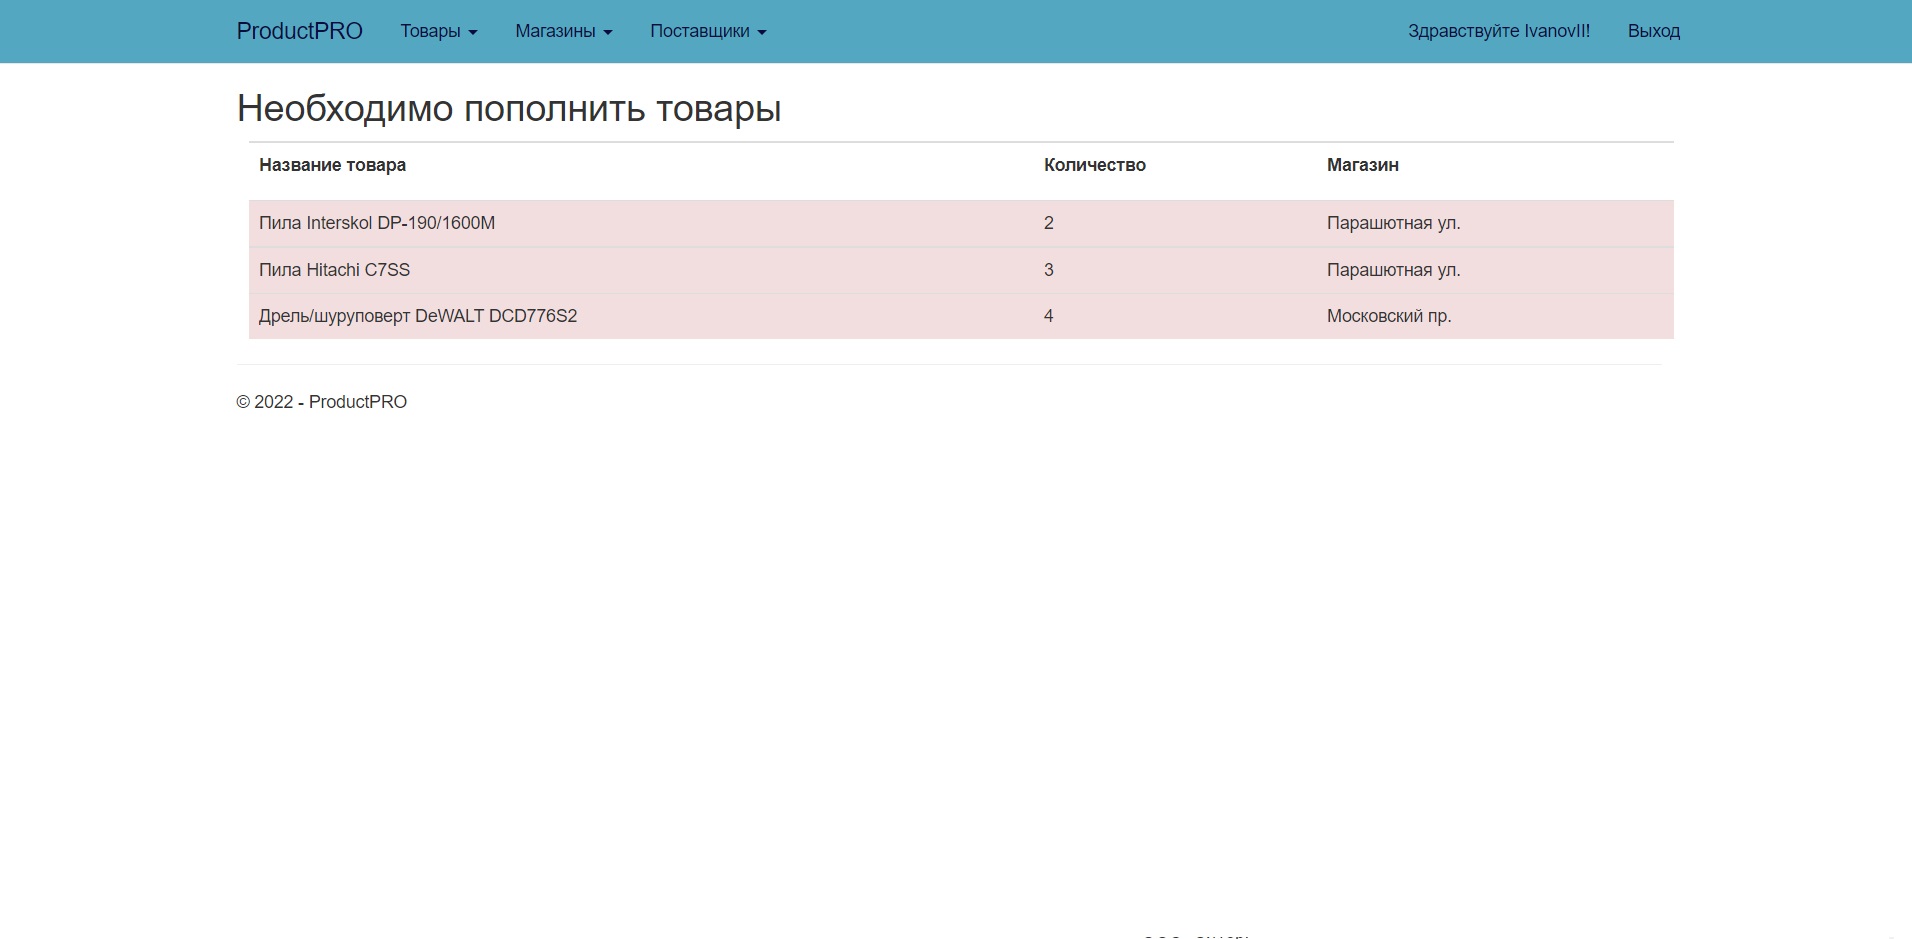 ProductPRO Товары Магазины Поставщики Здравствуйте IvanovII! Выход
Необходимо пополнить товары
Название товара Количество Магазин
Пила Interskol DP-190/1600M 2 Парашютная ул.
Пила Hitachi C7SS 3 Парашютная ул.
Дрель/шуруповерт DeWALT DCD776S2 4 Московский пр.
© 2022 - ProductPRO